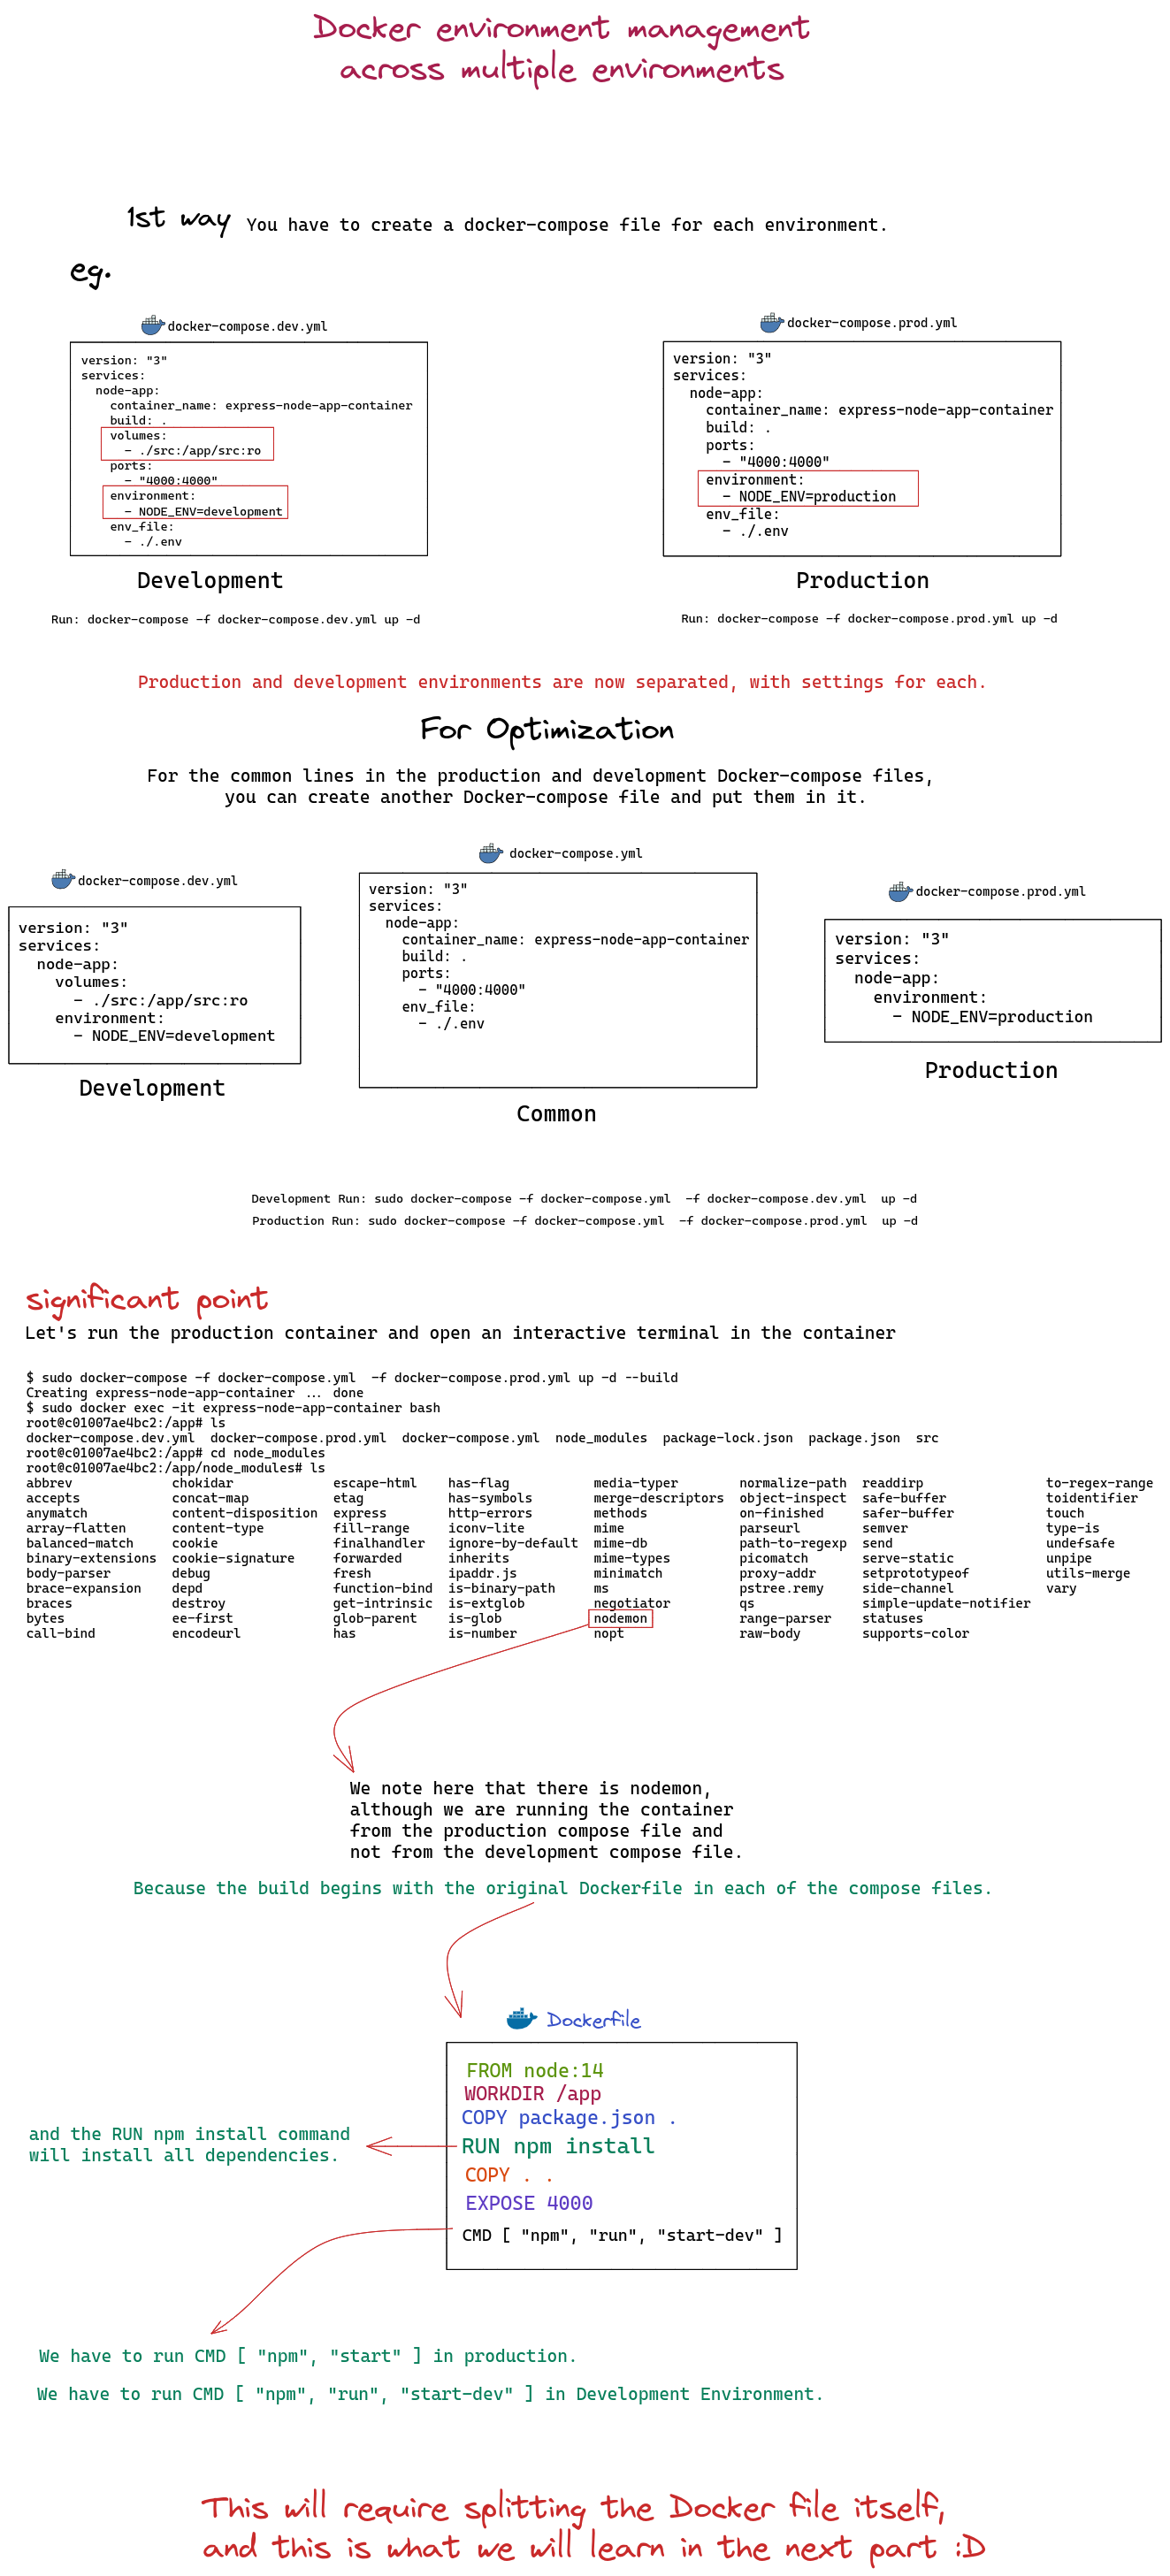 Docker environment management
across multiple environments
1st way You have to create a docker-compose file for each environment.
eg.
docker-compose.dev.yml
version: "3"
services:
  node-app:
    container_name: express-node-app-container
    build: .
    volumes:
      - ./src:/app/src:ro
    ports:
      - "4000:4000"
    environment:
      - NODE_ENV=development
    env_file:
      - ./.env
Development
Run: docker-compose -f docker-compose.dev.yml up -d
docker-compose.prod.yml
version: "3"
services:
  node-app:
    container_name: express-node-app-container
    build: .
    ports:
      - "4000:4000"
    environment:
      - NODE_ENV=production
    env_file:
      - ./.env
Production
Run: docker-compose -f docker-compose.prod.yml up -d
Production and development environments are now separated, with settings for each.
For Optimization
For the common lines in the production and development Docker-compose files,
you can create another Docker-compose file and put them in it.
docker-compose.dev.yml
version: "3"
services:
  node-app:
    volumes:
      - ./src:/app/src:ro
    environment:
      - NODE_ENV=development
Development
docker-compose.yml
version: "3"
services:
  node-app:
    container_name: express-node-app-container
    build: .
    ports:
      - "4000:4000"
    env_file:
      - ./.env
Common
docker-compose.prod.yml
version: "3"
services:
  node-app:
    environment:
      - NODE_ENV=production
Production
Development Run: sudo docker-compose -f docker-compose.yml  -f docker-compose.dev.yml  up -d
Production Run: sudo docker-compose -f docker-compose.yml  -f docker-compose.prod.yml  up -d
significant point
Let's run the production container and open an interactive terminal in the container
$ sudo docker-compose -f docker-compose.yml  -f docker-compose.prod.yml up -d --build
Creating express-node-app-container ... done
$ sudo docker exec -it express-node-app-container bash
root@c01007ae4bc2:/app# ls
docker-compose.dev.yml  docker-compose.prod.yml  docker-compose.yml  node_modules  package-lock.json  package.json  src
root@c01007ae4bc2:/app# cd node_modules
root@c01007ae4bc2:/app/node_modules# ls
abbrev chokidar escape-html has-flag media-typer normalize-path readdirp to-regex-range
accepts concat-map etag has-symbols merge-descriptors object-inspect safe-buffer toidentifier
anymatch content-disposition express http-errors methods on-finished safer-buffer touch
array-flatten content-type fill-range iconv-lite mime parseurl semver type-is
balanced-match cookie finalhandler ignore-by-default mime-db path-to-regexp send undefsafe
binary-extensions cookie-signature forwarded inherits mime-types picomatch serve-static unpipe
body-parser debug fresh ipaddr.js minimatch proxy-addr setprototypeof utils-merge
brace-expansion depd function-bind is-binary-path ms pstree.remy side-channel vary
braces destroy get-intrinsic is-extglob negotiator qs simple-update-notifier
bytes ee-first glob-parent is-glob nodemon range-parser statuses
call-bind encodeurl has is-number nopt raw-body supports-color
We note here that there is nodemon,
although we are running the container
from the production compose file and
not from the development compose file.
Because the build begins with the original Dockerfile in each of the compose files.
Dockerfile
FROM node:14
WORKDIR /app
COPY package.json .
RUN npm install
COPY . .
EXPOSE 4000
CMD [ "npm", "run", "start-dev" ]
and the RUN npm install command
will install all dependencies.
We have to run CMD [ "npm", "start" ] in production.
We have to run CMD [ "npm", "run", "start-dev" ] in Development Environment.
This will require splitting the Docker file itself,
and this is what we will learn in the next part :D